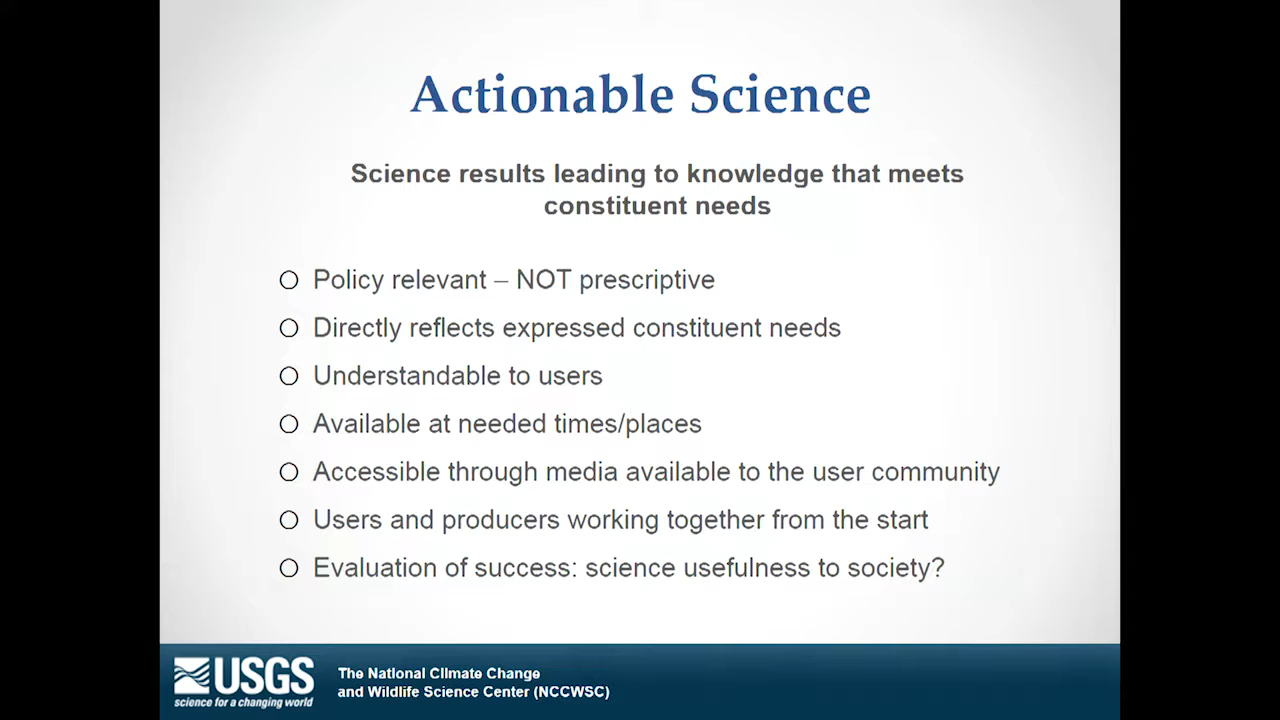 Actionable Science
Science results leading to knowledge that meets
constituent needs
Policy relevant – NOT prescriptive
Directly reflects expressed constituent needs
Understandable to users
Available at needed times/places
Accessible through media available to the user community
Users and producers working together from the start
Evaluation of success: science usefulness to society?
USGS
science for a changing world
The National Climate Change
and Wildlife Science Center (NCCWSC)